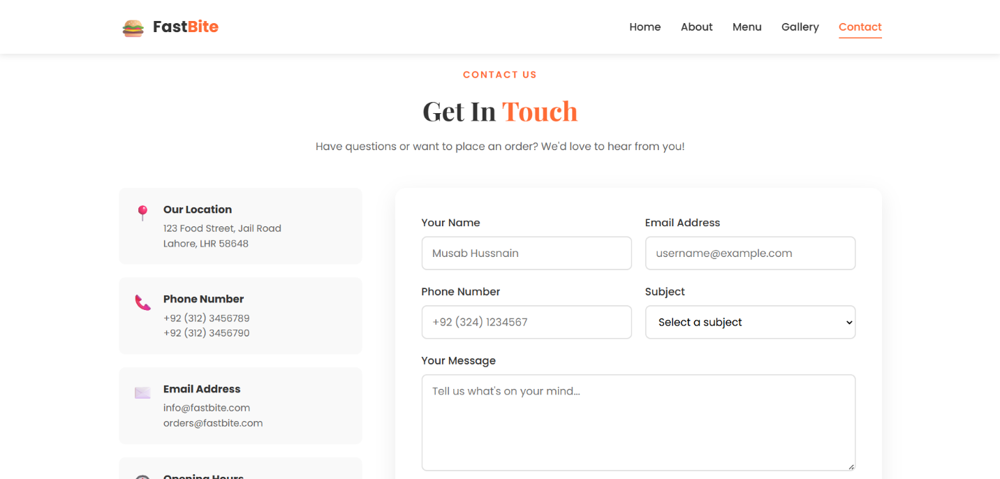 FastBite
Home
About
Menu
Gallery
Contact
CONTACT US
Get In Touch
Have questions or want to place an order? We'd love to hear from you!
Our Location
123 Food Street, Jail Road
Lahore, LHR 58648
Phone Number
+92 (312) 3456789
+92 (312) 3456790
Email Address
info@fastbite.com
orders@fastbite.com
Opening Hours
Your Name
Musab Hussnain
Email Address
username@example.com
Phone Number
+92 (324) 1234567
Subject
Select a subject
Your Message
Tell us what's on your mind...